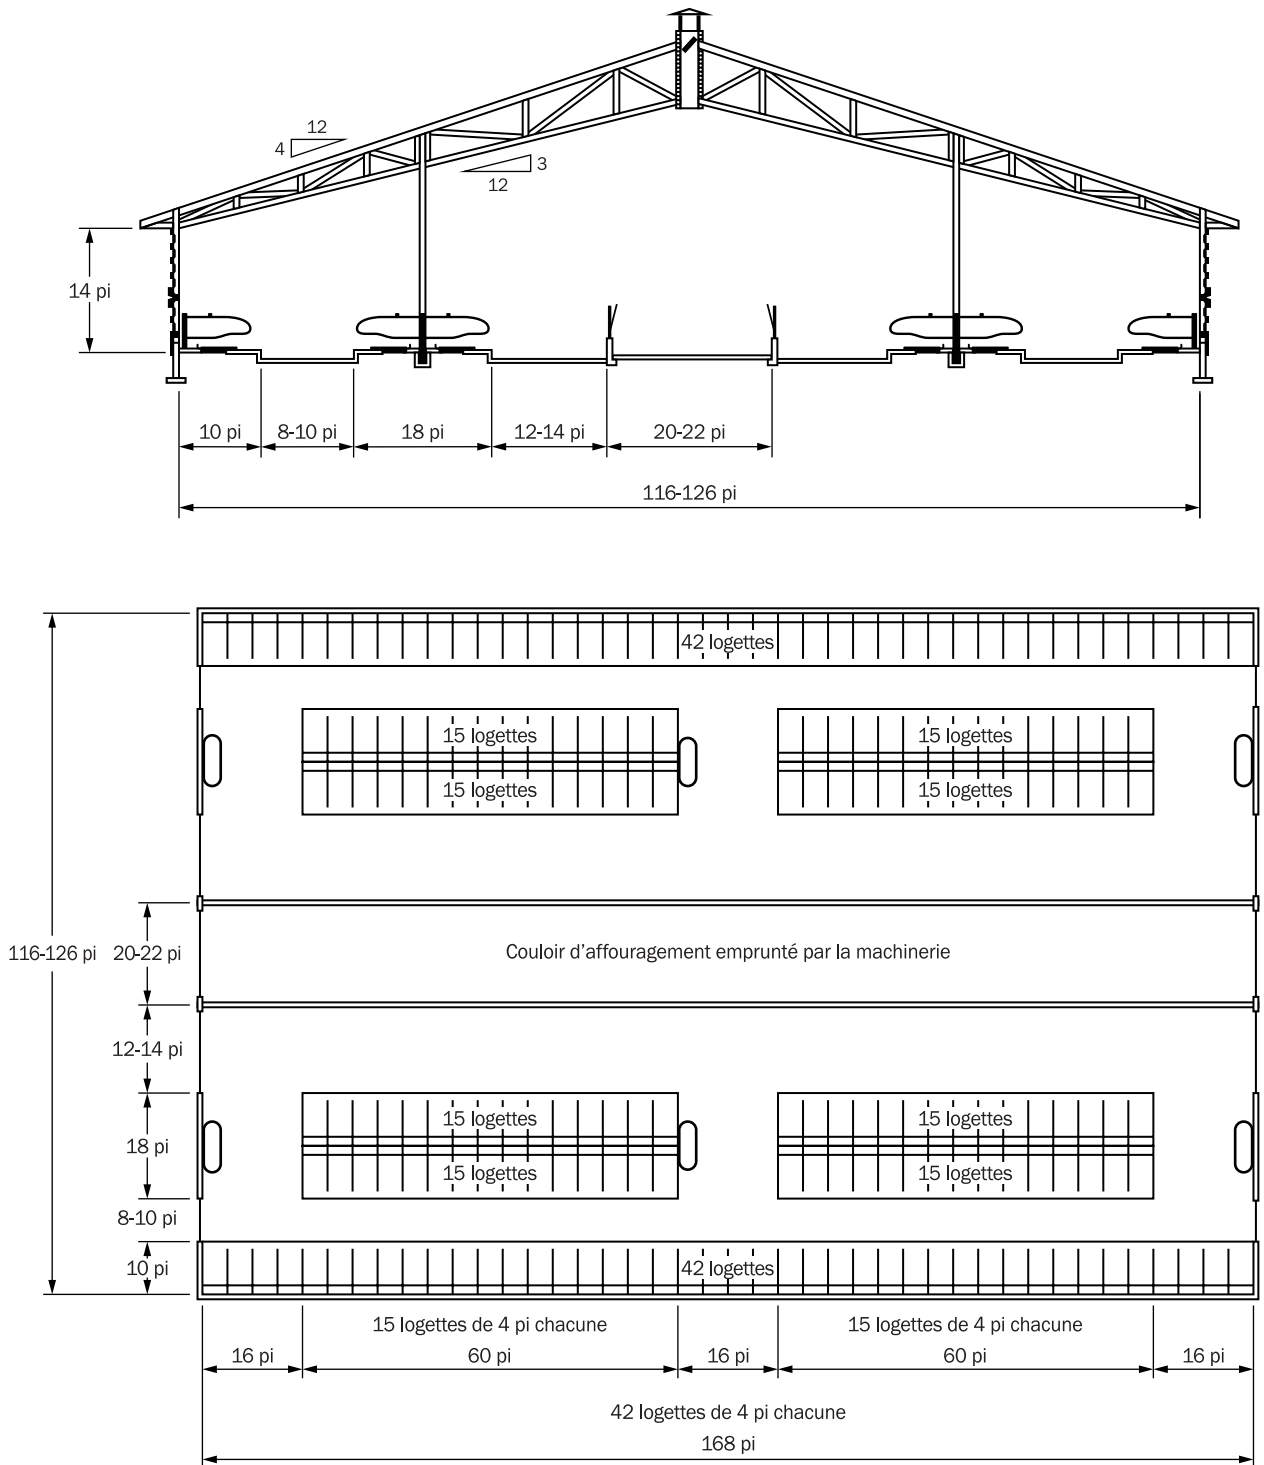 12
4
3
12
14 pi
10 pi
8-10 pi
18 pi
12-14 pi
20-22 pi
116-126 pi
42 logettes
15 logettes
15 logettes
15 logettes
15 logettes
116-126 pi
20-22 pi
Couloir d'affouragement emprunté par la machinerie
12-14 pi
15 logettes
15 logettes
18 pi
15 logettes
15 logettes
8-10 pi
10 pi
42 logettes
15 logettes de 4 pi chacune
15 logettes de 4 pi chacune
16 pi
60 pi
16 pi
60 pi
16 pi
42 logettes de 4 pi chacune
168 pi